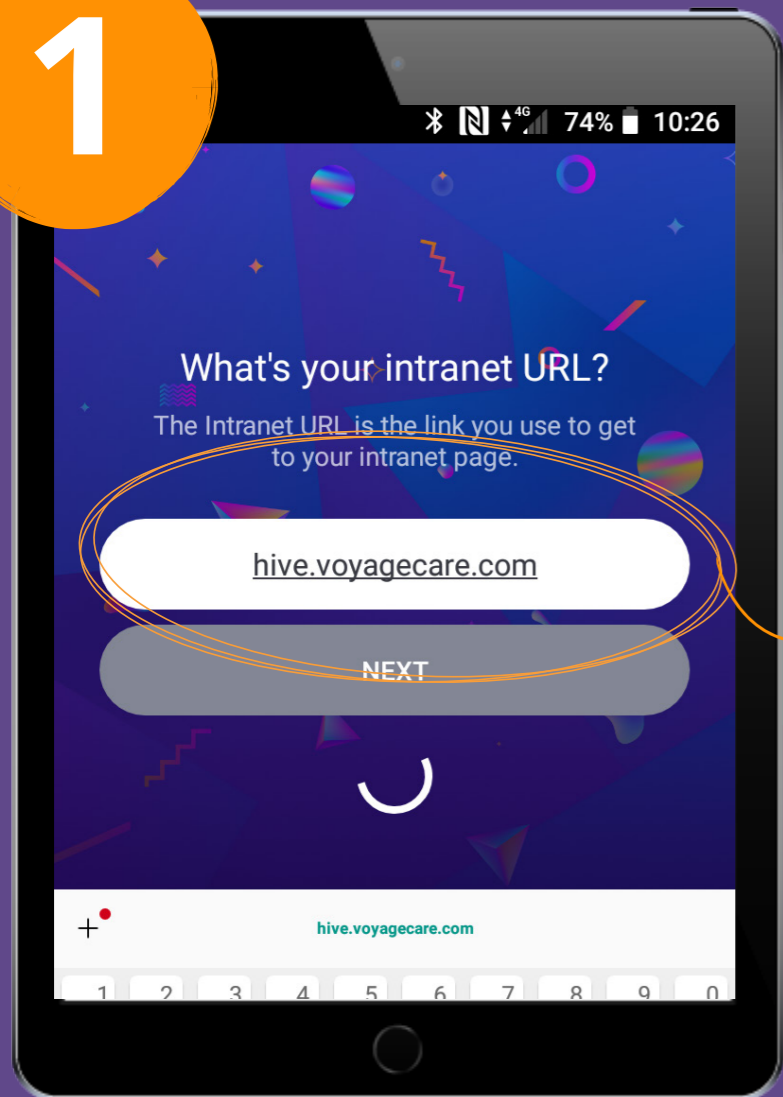 1
4G 74% 10:26
What's your intranet URL?
The Intranet URL is the link you use to get
to your intranet page.
hive.voyagecare.com
NEXT
hive.voyagecare.com
1 2 3 4 5 6 7 8 9 0